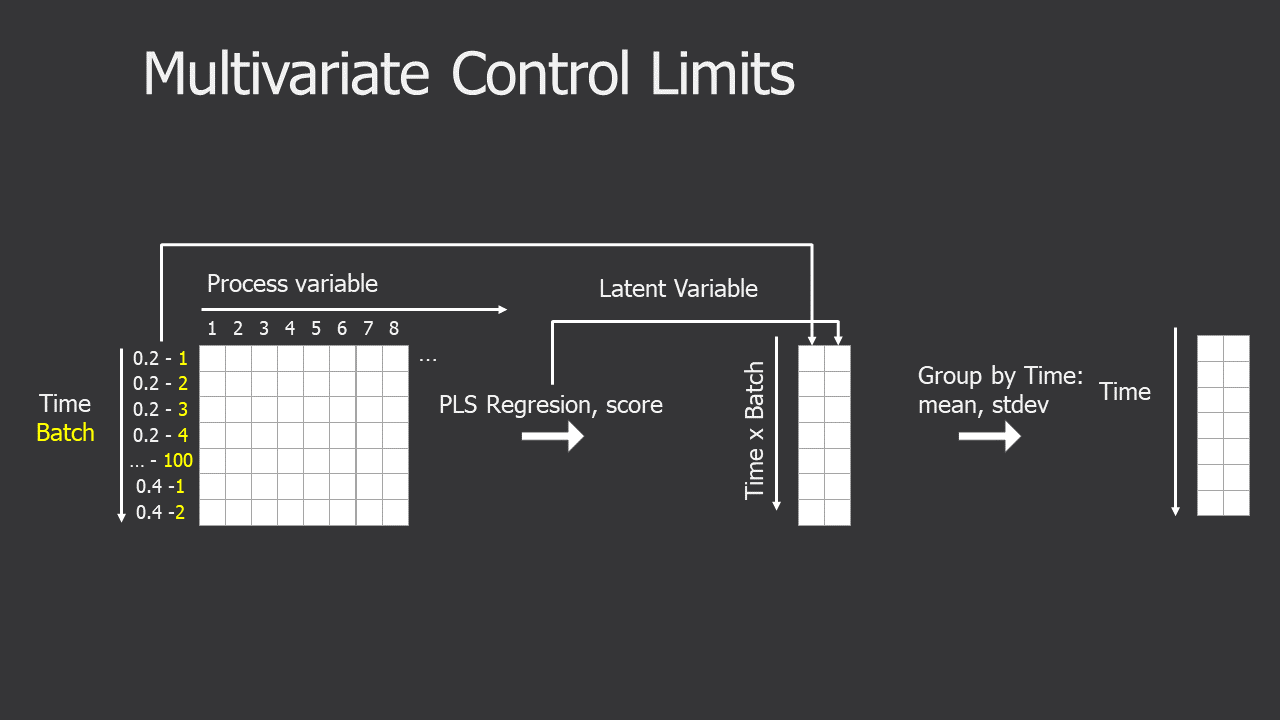 Multivariate Control Limits
Process variable
Latent Variable
1 2 3 4 5 6 7 8
...
0.2 - 1
0.2 - 2
0.2 - 3
0.2 - 4
... - 100
0.4 -1
0.4 -2
Time
Batch
PLS Regresion, score
Time x Batch
Group by Time:
mean, stdev
Time